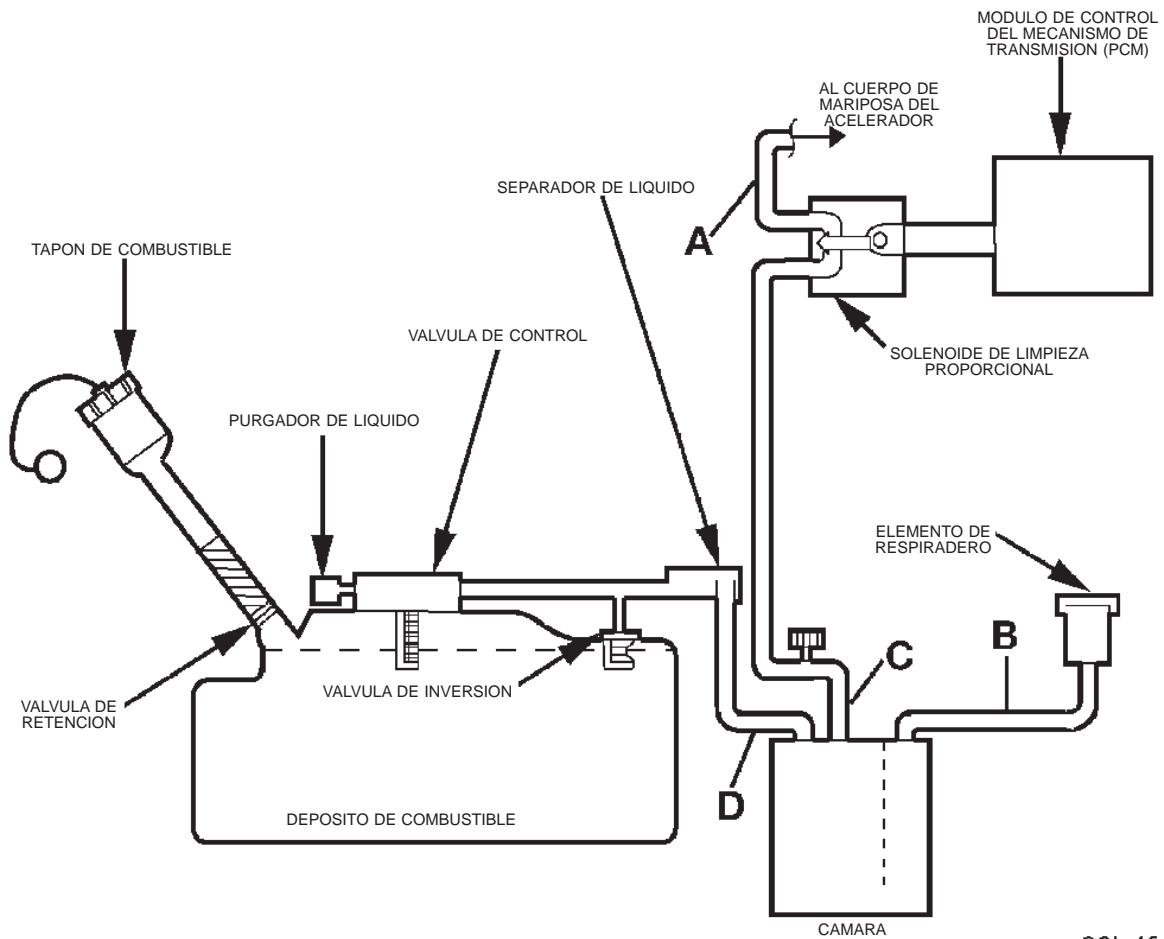 MODULO DE CONTROL
DEL MECANISMO DE
TRANSMISION (PCM)
AL CUERPO DE
MARIPOSA DEL
ACELERADOR
SEPARADOR DE LIQUIDO
A
TAPON DE COMBUSTIBLE
VALVULA DE CONTROL
SOLENOIDE DE LIMPIEZA
PROPORCIONAL
PURGADOR DE LIQUIDO
ELEMENTO DE
RESPIRADERO
B
C
VALVULA DE INVERSION
VALVULA DE
RETENCION
D
DEPOSITO DE COMBUSTIBLE
CAMARA